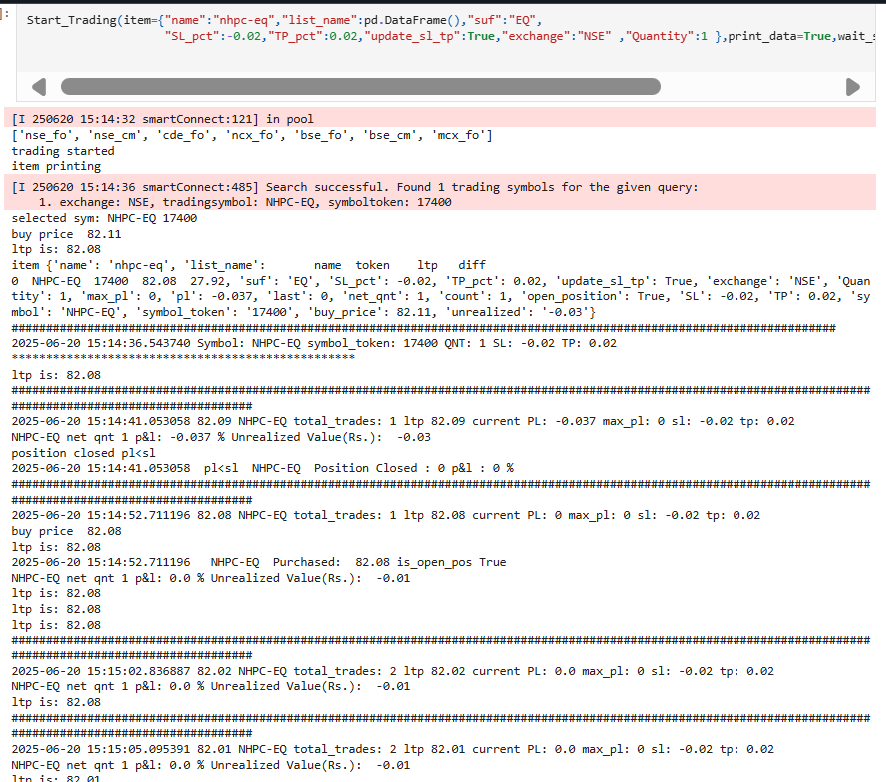 ]:
Start_Trading(item={"name":"nhpc-eq","list_name":pd.DataFrame(),"suf":"EQ",
"SL_pct":-0.02,"TP_pct":0.02,"update_sl_tp":True,"exchange":"NSE" ,"Quantity":1 },print_data=True,wait_s
[I 250620 15:14:32 smartConnect:121] in pool
['nse_fo', 'nse_cm', 'cde_fo', 'ncx_fo', 'bse_fo', 'bse_cm', 'mcx_fo']
trading started
item printing
[I 250620 15:14:36 smartConnect:485] Search successful. Found 1 trading symbols for the given query:
1. exchange: NSE, tradingsymbol: NHPC-EQ, symboltoken: 17400
selected sym: NHPC-EQ 17400
buy price  82.11
ltp is: 82.08
item {'name': 'nhpc-eq', 'list_name':       name  token    ltp   diff
0  NHPC-EQ  17400  82.08  27.92, 'suf': 'EQ', 'SL_pct': -0.02, 'TP_pct': 0.02, 'update_sl_tp': True, 'exchange': 'NSE', 'Quan
tity': 1, 'max_pl': 0, 'pl': -0.037, 'last': 0, 'net_qnt': 1, 'count': 1, 'open_position': True, 'SL': -0.02, 'TP': 0.02, 'sy
mbol': 'NHPC-EQ', 'symbol_token': '17400', 'buy_price': 82.11, 'unrealized': '-0.03'}
########################################################################################################################
2025-06-20 15:14:36.543740 Symbol: NHPC-EQ symbol_token: 17400 QNT: 1 SL: -0.02 TP: 0.02
**************************************************
ltp is: 82.08
#############################################################################################################################
###################################
2025-06-20 15:14:41.053058 82.09 NHPC-EQ total_trades: 1 ltp 82.09 current PL: -0.037 max_pl: 0 sl: -0.02 tp: 0.02
NHPC-EQ net qnt 1 p&l: -0.037 % Unrealized Value(Rs.):  -0.03
position closed pl<sl
2025-06-20 15:14:41.053058  pl<sl  NHPC-EQ  Position Closed : 0 p&l : 0 %
#############################################################################################################################
###################################
2025-06-20 15:14:52.711196 82.08 NHPC-EQ total_trades: 1 ltp 82.08 current PL: 0 max_pl: 0 sl: -0.02 tp: 0.02
buy price  82.08
ltp is: 82.08
2025-06-20 15:14:52.711196   NHPC-EQ  Purchased:  82.08 is_open_pos True
NHPC-EQ net qnt 1 p&l: 0.0 % Unrealized Value(Rs.):  -0.01
ltp is: 82.08
ltp is: 82.08
ltp is: 82.08
#############################################################################################################################
###################################
2025-06-20 15:15:02.836887 82.02 NHPC-EQ total_trades: 2 ltp 82.02 current PL: 0.0 max_pl: 0 sl: -0.02 tp: 0.02
NHPC-EQ net qnt 1 p&l: 0.0 % Unrealized Value(Rs.):  -0.01
ltp is: 82.08
#############################################################################################################################
###################################
2025-06-20 15:15:05.095391 82.01 NHPC-EQ total_trades: 2 ltp 82.01 current PL: 0.0 max_pl: 0 sl: -0.02 tp: 0.02
NHPC-EQ net qnt 1 p&l: 0.0 % Unrealized Value(Rs.):  -0.01
ltp is: 82.01